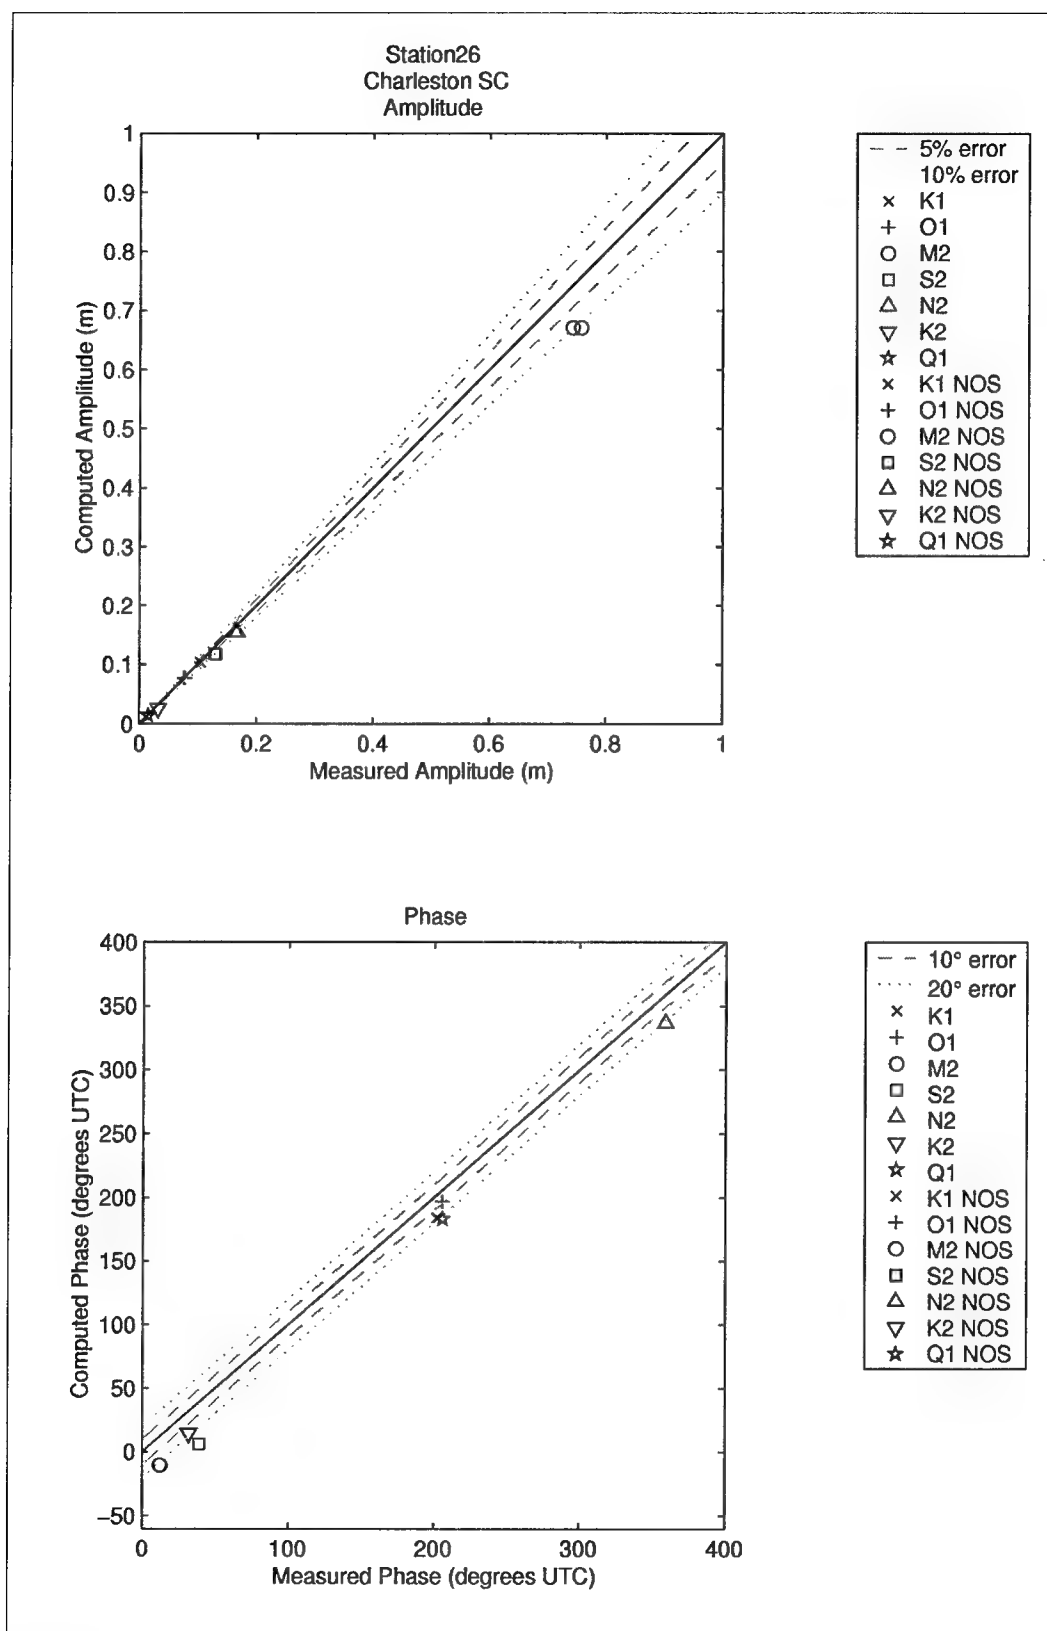 Station26
Charleston SC
Amplitude
1
0.9
0.8
0.7
0.6
0.5
0.4
0.3
0.2
0.1
0
Computed Amplitude (m)
0 0.2 0.4 0.6 0.8 1
Measured Amplitude (m)
5% error
10% error
K1
O1
M2
S2
N2
K2
Q1
K1 NOS
O1 NOS
M2 NOS
S2 NOS
N2 NOS
K2 NOS
Q1 NOS
Phase
400
350
300
250
200
150
100
50
0
−50
Computed Phase (degrees UTC)
0 100 200 300 400
Measured Phase (degrees UTC)
10° error
20° error
K1
O1
M2
S2
N2
K2
Q1
K1 NOS
O1 NOS
M2 NOS
S2 NOS
N2 NOS
K2 NOS
Q1 NOS